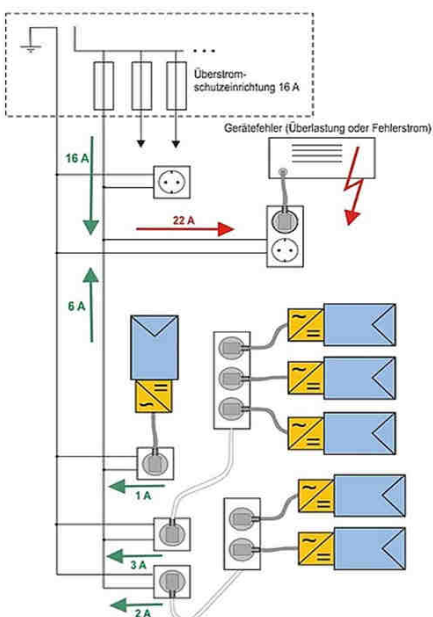 Überstrom-
schutzeinrichtung 16 A
Gerätefehler (Überlastung oder Fehlerstrom)
16 A
22 A
6 A
1 A
3 A
2 A